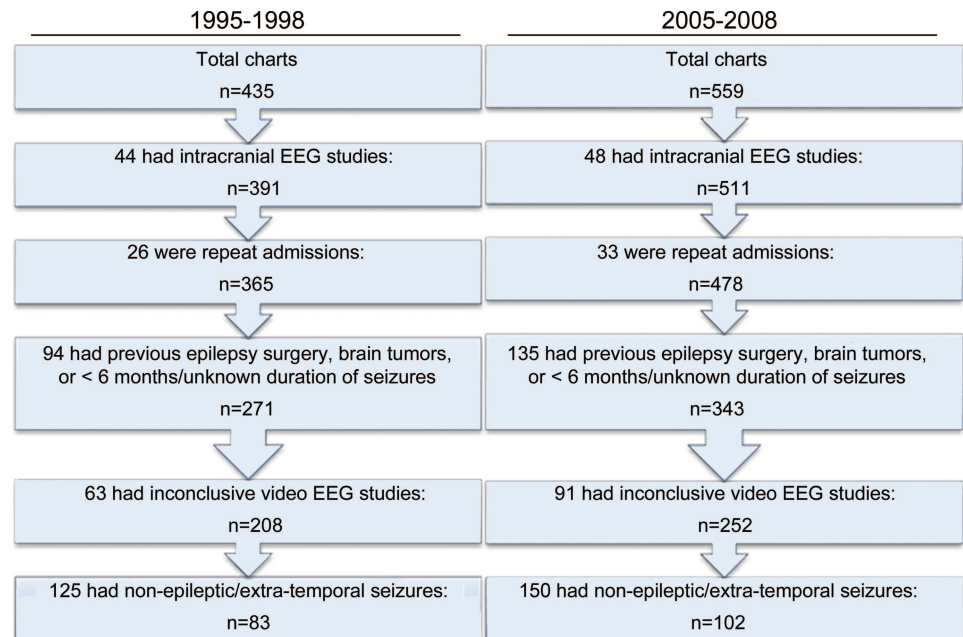 1995-1998
Total charts
n=435
44 had intracranial EEG studies:
n=391
26 were repeat admissions:
n=365
94 had previous epilepsy surgery, brain tumors,
or < 6 months/unknown duration of seizures
n=271
63 had inconclusive video EEG studies:
n=208
125 had non-epileptic/extra-temporal seizures:
n=83
2005-2008
Total charts
n=559
48 had intracranial EEG studies:
n=511
33 were repeat admissions:
n=478
135 had previous epilepsy surgery, brain tumors,
or < 6 months/unknown duration of seizures
n=343
91 had inconclusive video EEG studies:
n=252
150 had non-epileptic/extra-temporal seizures:
n=102